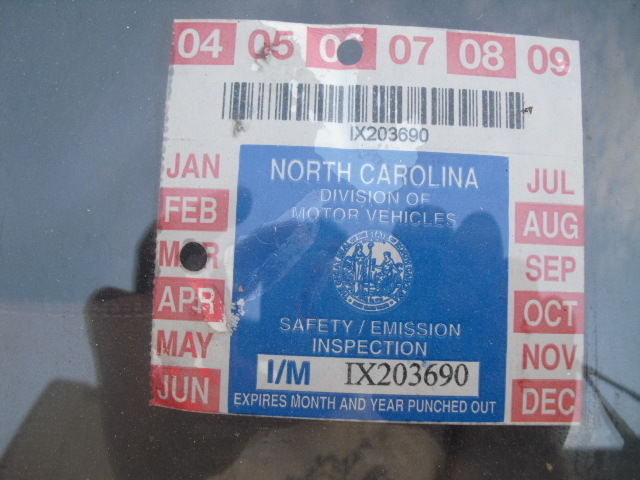 04 05 06 07 08 09
IX203690
JAN
FEB
MAR
APR
MAY
JUN
NORTH CAROLINA
DIVISION OF
MOTOR VEHICLES
SAFETY / EMISSION
INSPECTION
I/M IX203690
EXPIRES MONTH AND YEAR PUNCHED OUT
JUL
AUG
SEP
OCT
NOV
DEC